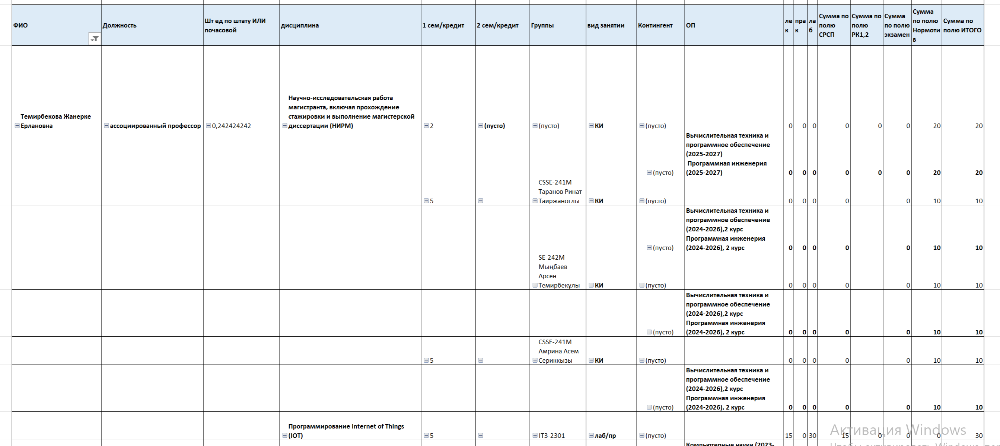 ФИО Должность Шт ед по штату ИЛИ почасовой дисциплина 1 сем/кредит 2 сем/кредит Группы вид занятии Контингент ОП лек прак лаб Сумма по полю СРСП Сумма по полю РК1,2 Сумма по полю экзамен Сумма по полю Нормотив Сумма по полю ИТОГО
Темирбекова Жанерке Ерлановна ассоциированный профессор 0,242424242 Научно-исследовательская работа магистранта, включая прохождение стажировки и выполнение магистерской диссертации (НИРМ) 2 (пусто) (пусто) КИ (пусто) 0 0 0 0 0 0 20 20
(пусто) Вычислительная техника и программное обеспечение (2025-2027) Программная инженерия (2025-2027) 0 0 0 0 0 0 20 20
5 CSSE-241M Таранов Ринат Таиржаноглы КИ (пусто) 0 0 0 0 0 10 10
(пусто) Вычислительная техника и программное обеспечение (2024-2026),2 курс Программная инженерия (2024-2026), 2 курс 0 0 0 0 0 10 10
SE-242M Мыңбаев Арсен Темирбекұлы КИ (пусто) 0 0 0 0 0 10 10
(пусто) Вычислительная техника и программное обеспечение (2024-2026),2 курс Программная инженерия (2024-2026), 2 курс 0 0 0 0 0 10 10
5 CSSE-241M Амрина Асем Сериккызы КИ (пусто) 0 0 0 0 0 10 10
(пусто) Вычислительная техника и программное обеспечение (2024-2026),2 курс Программная инженерия (2024-2026), 2 курс 0 0 0 0 0 10 10
Программирование Internet of Things (IOT) 5 IT3-2301 лаб/пр (пусто) 15 0 30 15 0 0 0 30
Активация Windows
Компьютерные науки (2023-